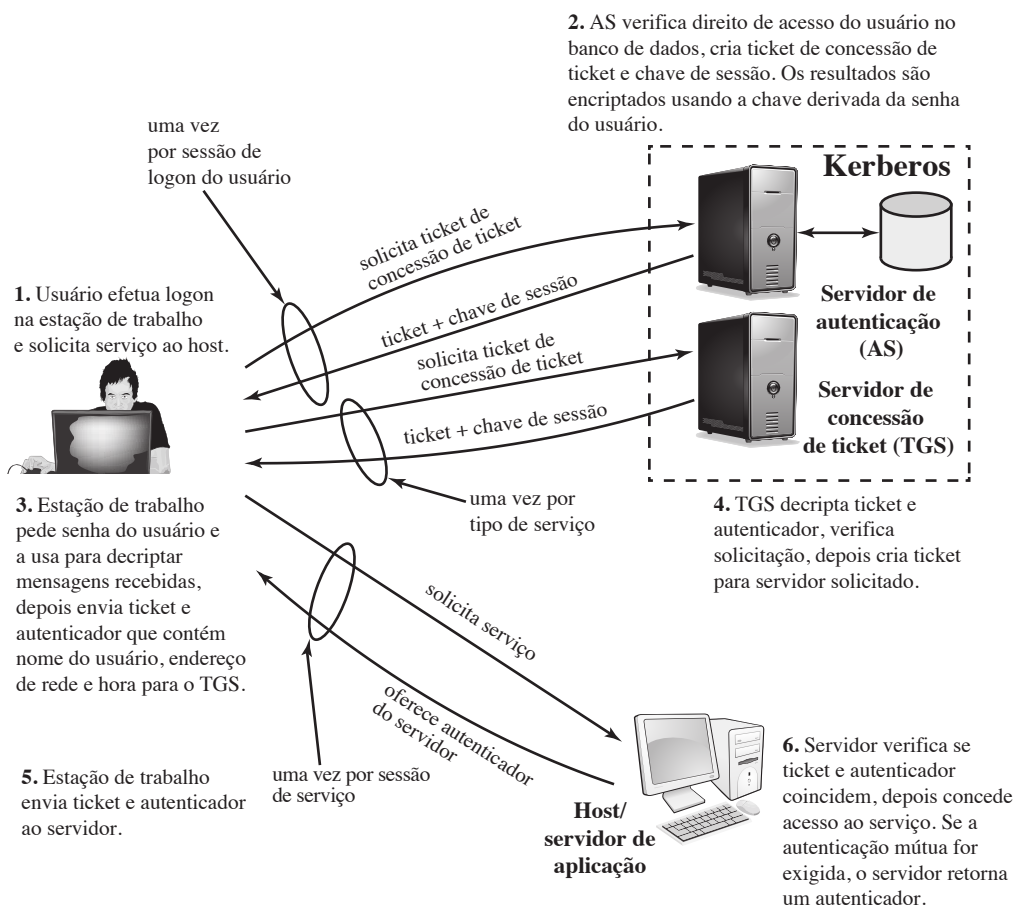 2. AS verifica direito de acesso do usuário no
banco de dados, cria ticket de concessão de
ticket e chave de sessão. Os resultados são
encriptados usando a chave derivada da senha
do usuário.
uma vez
por sessão de
logon do usuário
Kerberos
solicita ticket de
concessão de ticket
1. Usuário efetua logon
na estação de trabalho
e solicita serviço ao host.
ticket + chave de sessão
Servidor de
autenticação
(AS)
solicita ticket de
concessão de ticket
Servidor de
concessão
de ticket (TGS)
ticket + chave de sessão
uma vez por
tipo de serviço
3. Estação de trabalho
pede senha do usuário e
a usa para decriptar
mensagens recebidas,
depois envia ticket e
autenticador que contém
nome do usuário, endereço
de rede e hora para o TGS.
4. TGS decripta ticket e
autenticador, verifica
solicitação, depois cria ticket
para servidor solicitado.
solicita serviço
oferece autenticador
do servidor
5. Estação de trabalho
envia ticket e autenticador
ao servidor.
uma vez por sessão
de serviço
Host/
servidor de
aplicação
6. Servidor verifica se
ticket e autenticador
coincidem, depois concede
acesso ao serviço. Se a
autenticação mútua for
exigida, o servidor retorna
um autenticador.